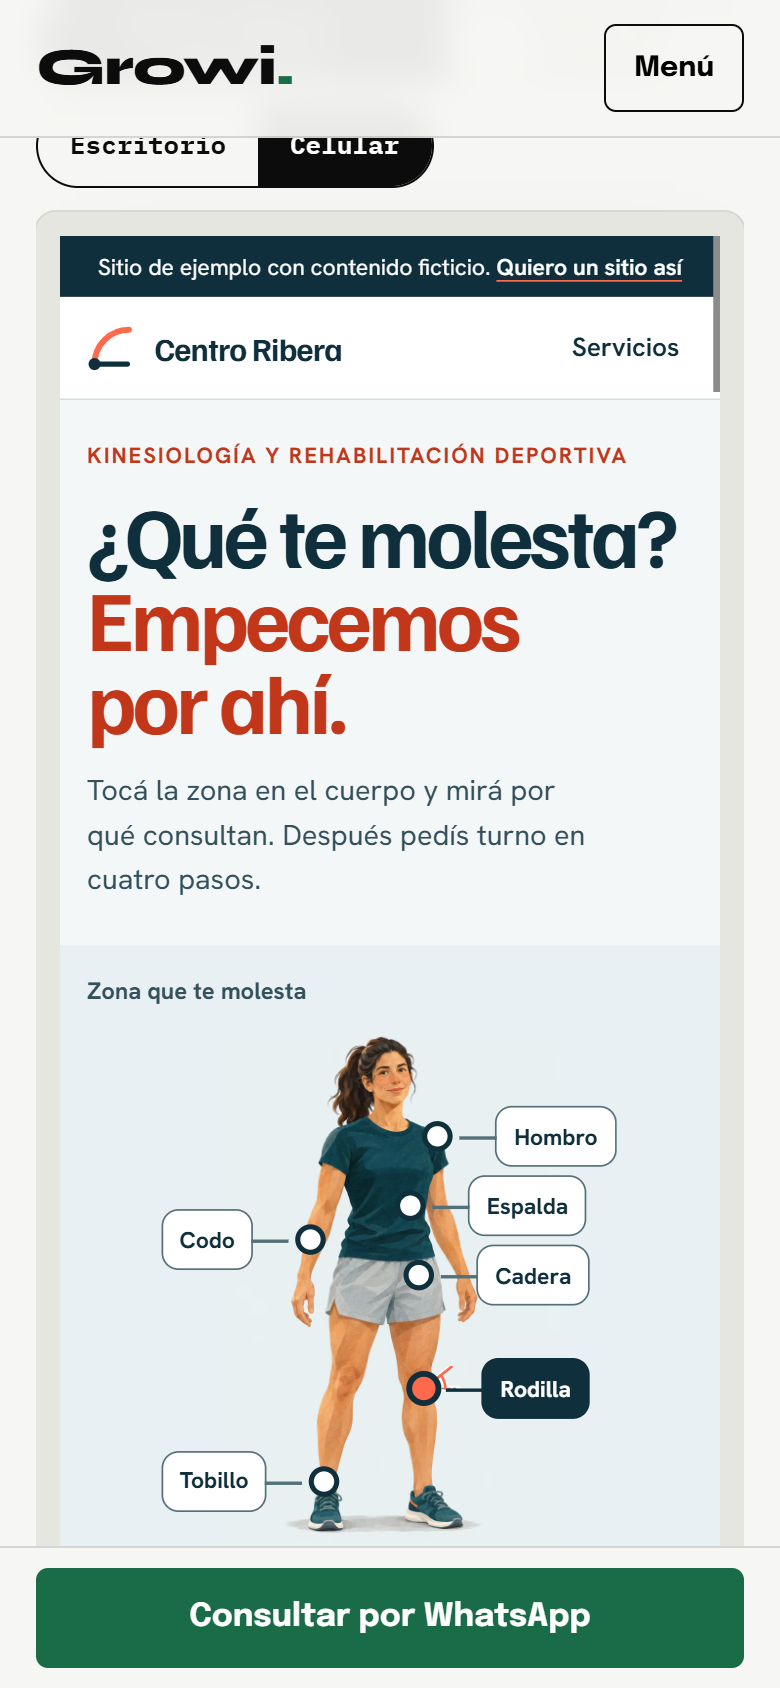 Growi.
Menú
Escritorio
Celular
Sitio de ejemplo con contenido ficticio. Quiero un sitio así
Centro Ribera
Servicios
KINESIOLOGÍA Y REHABILITACIÓN DEPORTIVA
¿Qué te molesta?
Empecemos
por ahí.
Tocá la zona en el cuerpo y mirá por
qué consultan. Después pedís turno en
cuatro pasos.
Zona que te molesta
Hombro
Espalda
Codo
Cadera
Rodilla
Tobillo
Consultar por WhatsApp